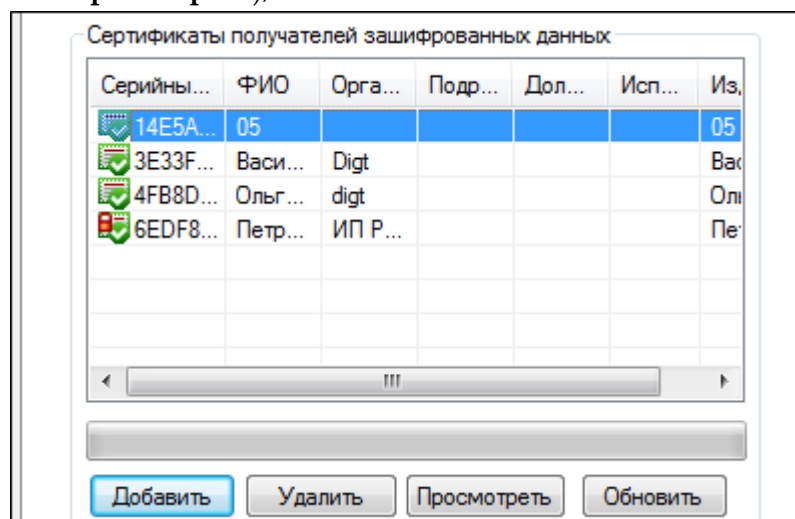 Сертификаты получателей зашифрованных данных
Серийны... ФИО Орга... Подр... Дол... Исп... Из
14E5A... 05 05
3E33F... Васи... Digt Вас
4FB8D... Ольг... digt Оль
6EDF8... Петр... ИП Р... Пет
Добавить Удалить Просмотреть Обновить